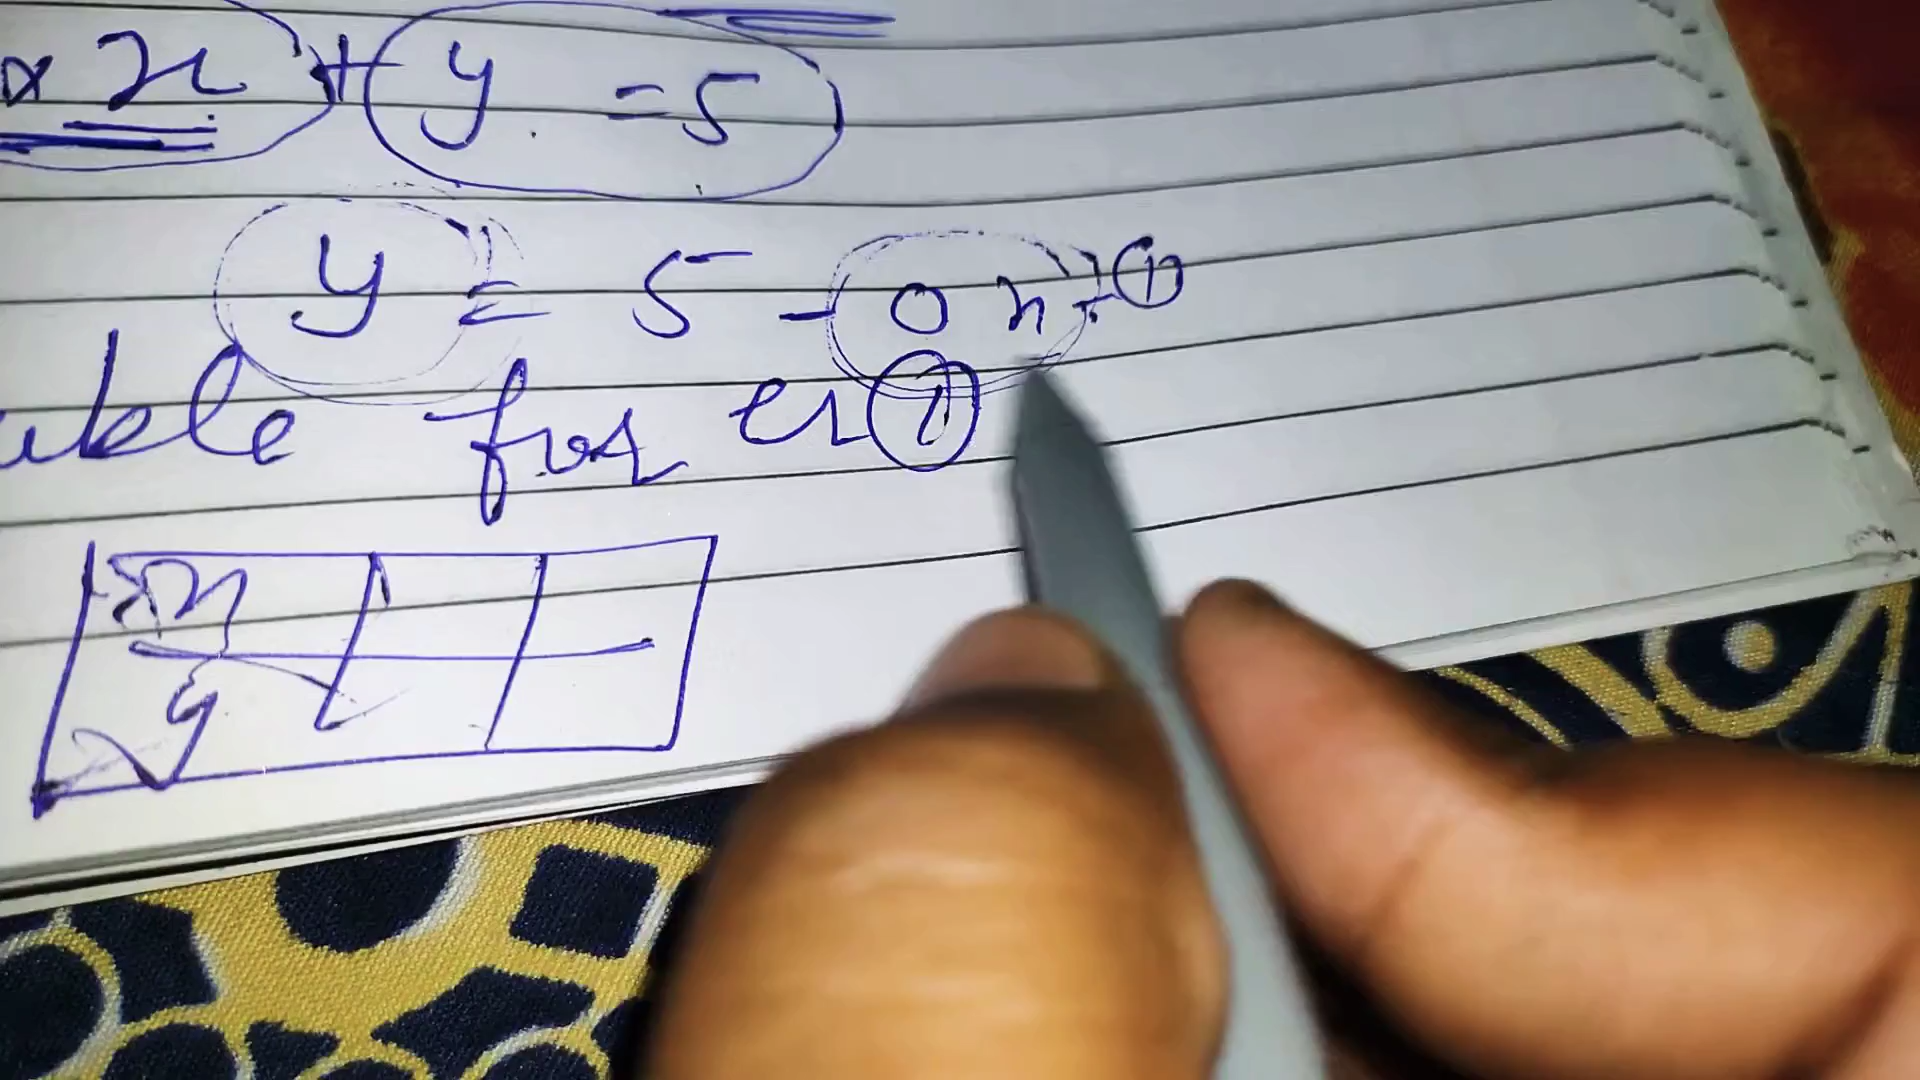 x x + y = 5
y = 5 - 0x - ①
able for eq ①
x
y